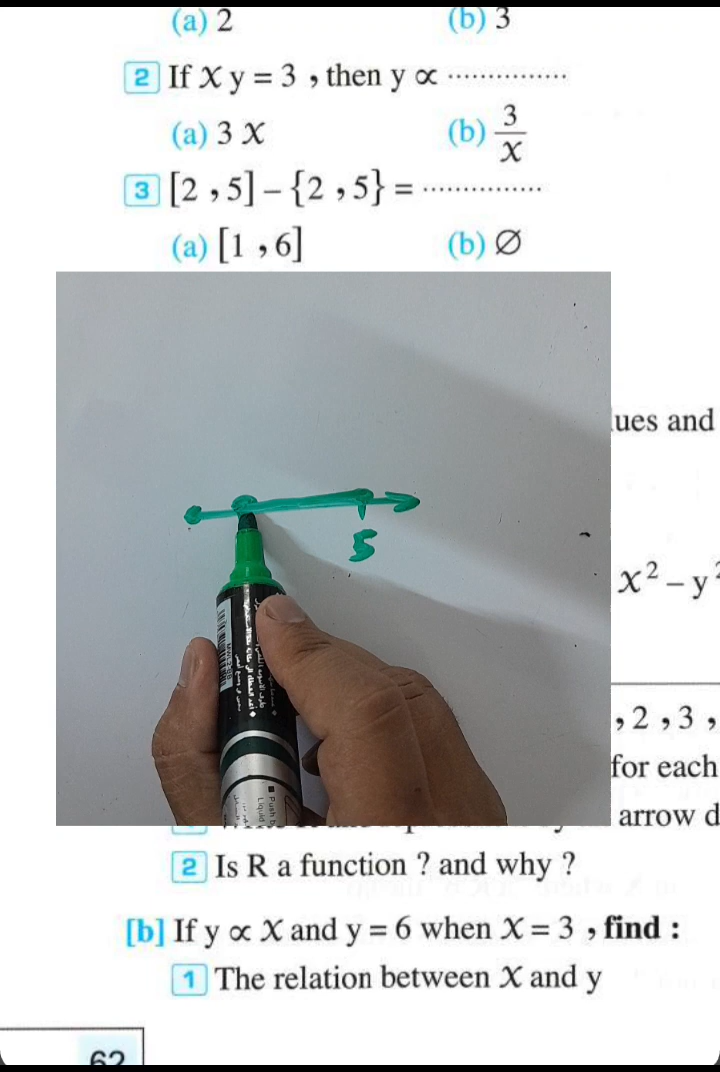 (a) 2 (b) 3
2 If x y = 3 , then y ∝ ...............
(a) 3 x (b) 3/x
3 [2 , 5] – {2 , 5} = ...............
(a) [1 , 6] (b) ∅
5
ues and
x² – y²
, 2 , 3 ,
for each
arrow d
2 Is R a function ? and why ?
[b] If y ∝ x and y = 6 when x = 3 , find :
1 The relation between x and y
62